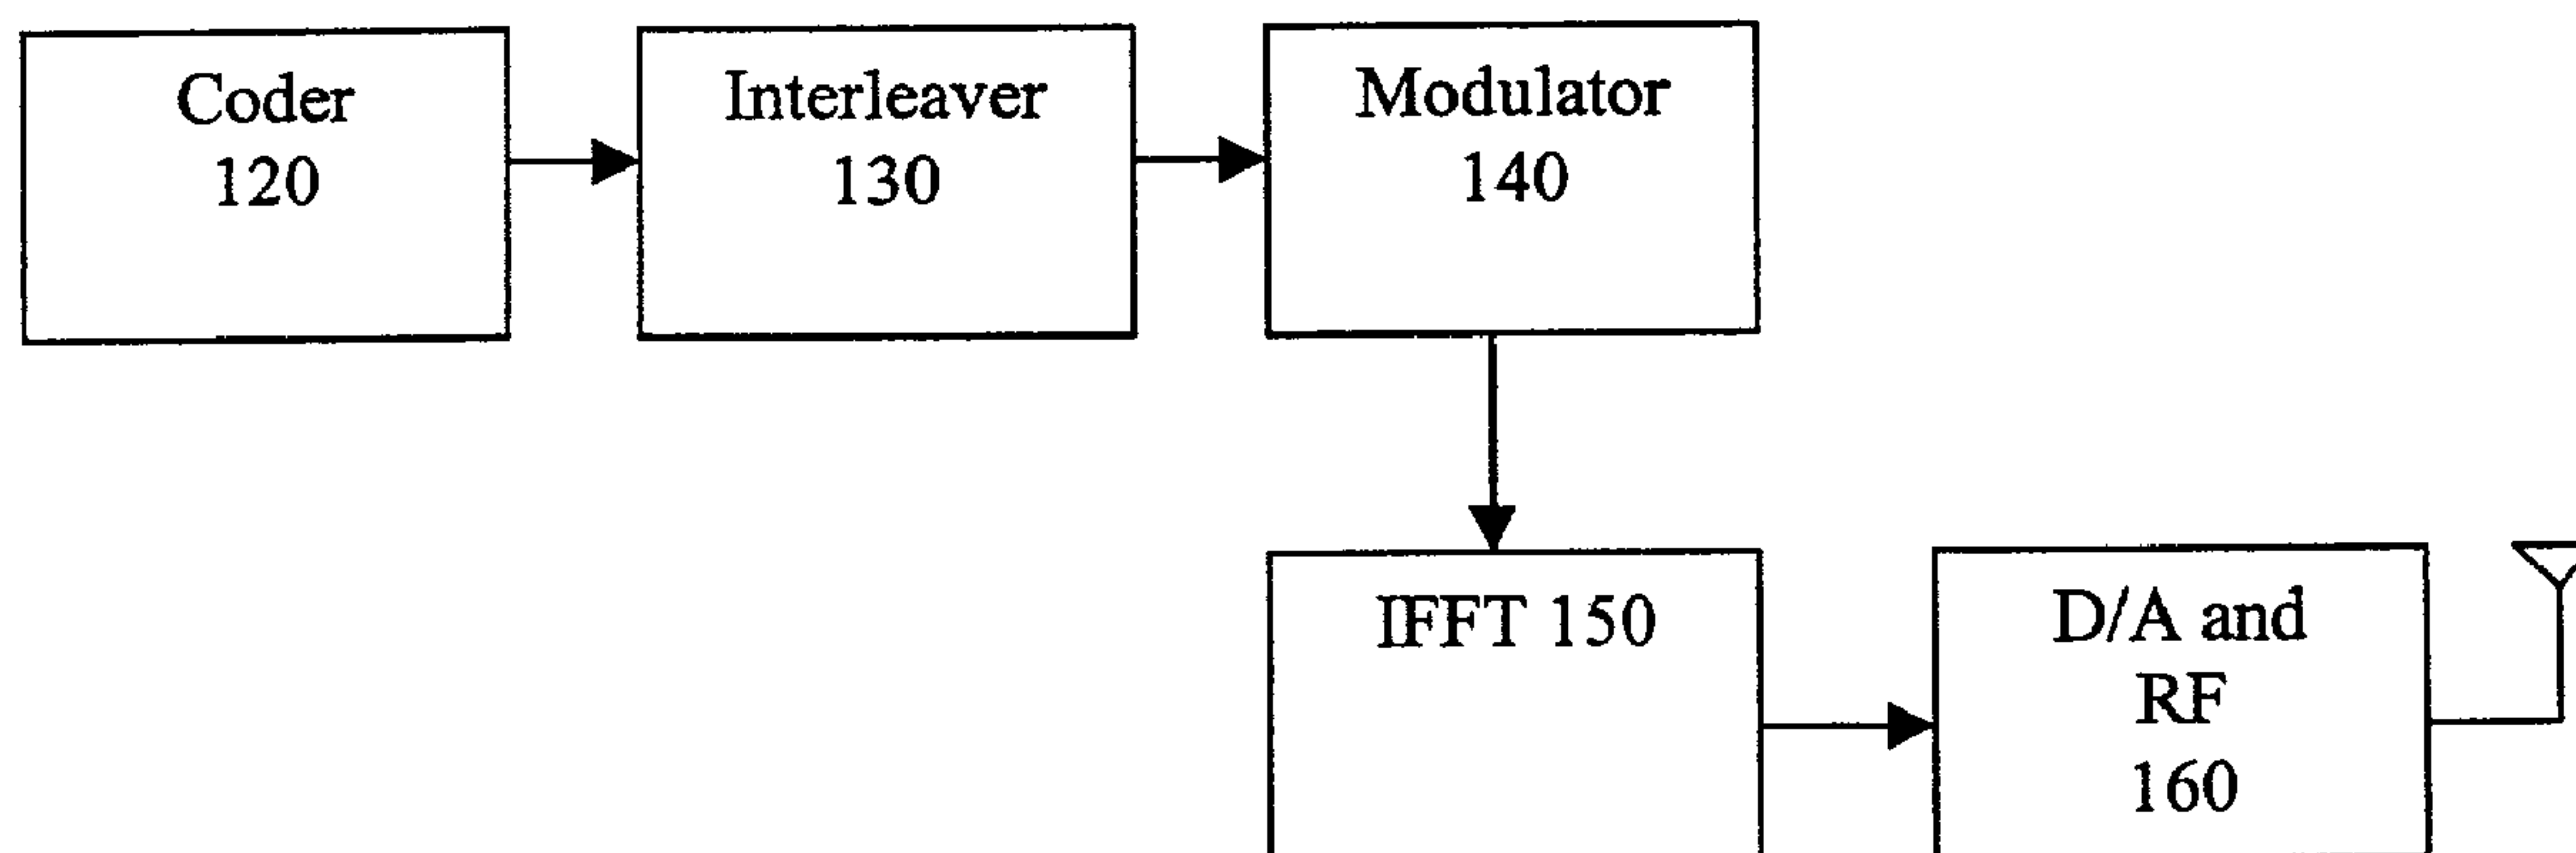 Coder
120
Interleaver
130
Modulator
140
IFFT 150
D/A and
RF
160